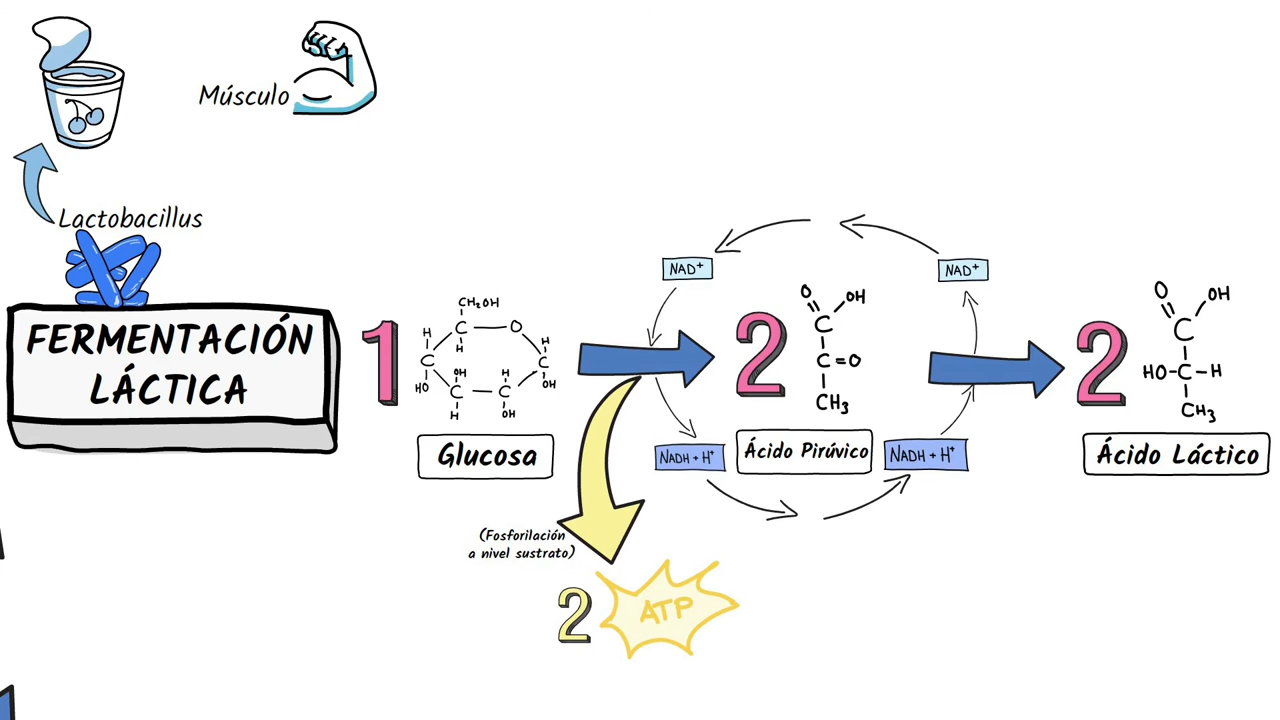 Músculo
Lactobacillus
FERMENTACIÓN
LÁCTICA
1
CH₂OH
C
O
H
H
C
HO
OH
C
H
H
C
OH
H
C
OH
Glucosa
NAD⁺
NADH + H⁺
(Fosforilación
a nivel sustrato)
2
ATP
2
O
OH
C
C=O
CH₃
Ácido Pirúvico
NAD⁺
NADH + H⁺
2
O
OH
C
HO-C-H
CH₃
Ácido Láctico